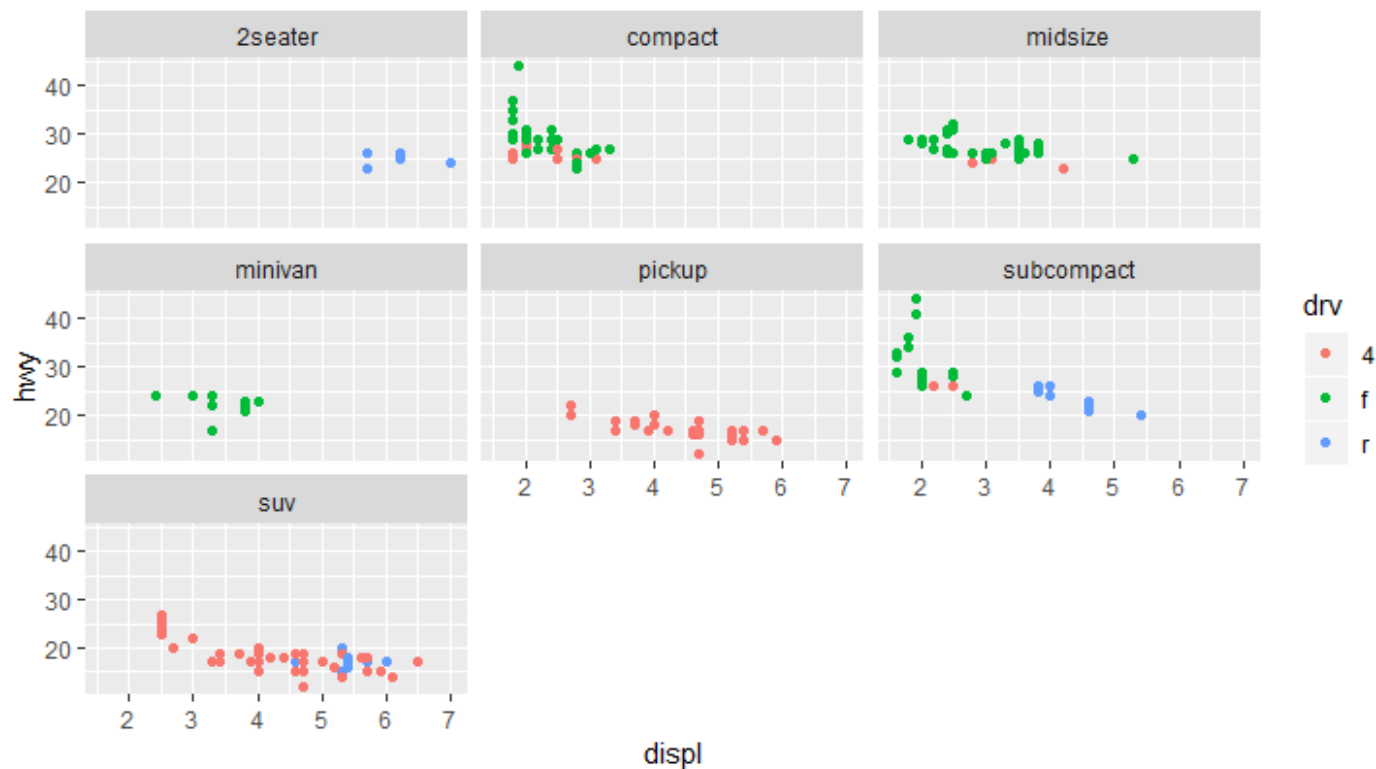 2seater compact midsize
40
30
20
minivan pickup subcompact
40
30
20
hwy
drv
4
f
r
2 3 4 5 6 7 2 3 4 5 6 7
suv
40
30
20
2 3 4 5 6 7
displ